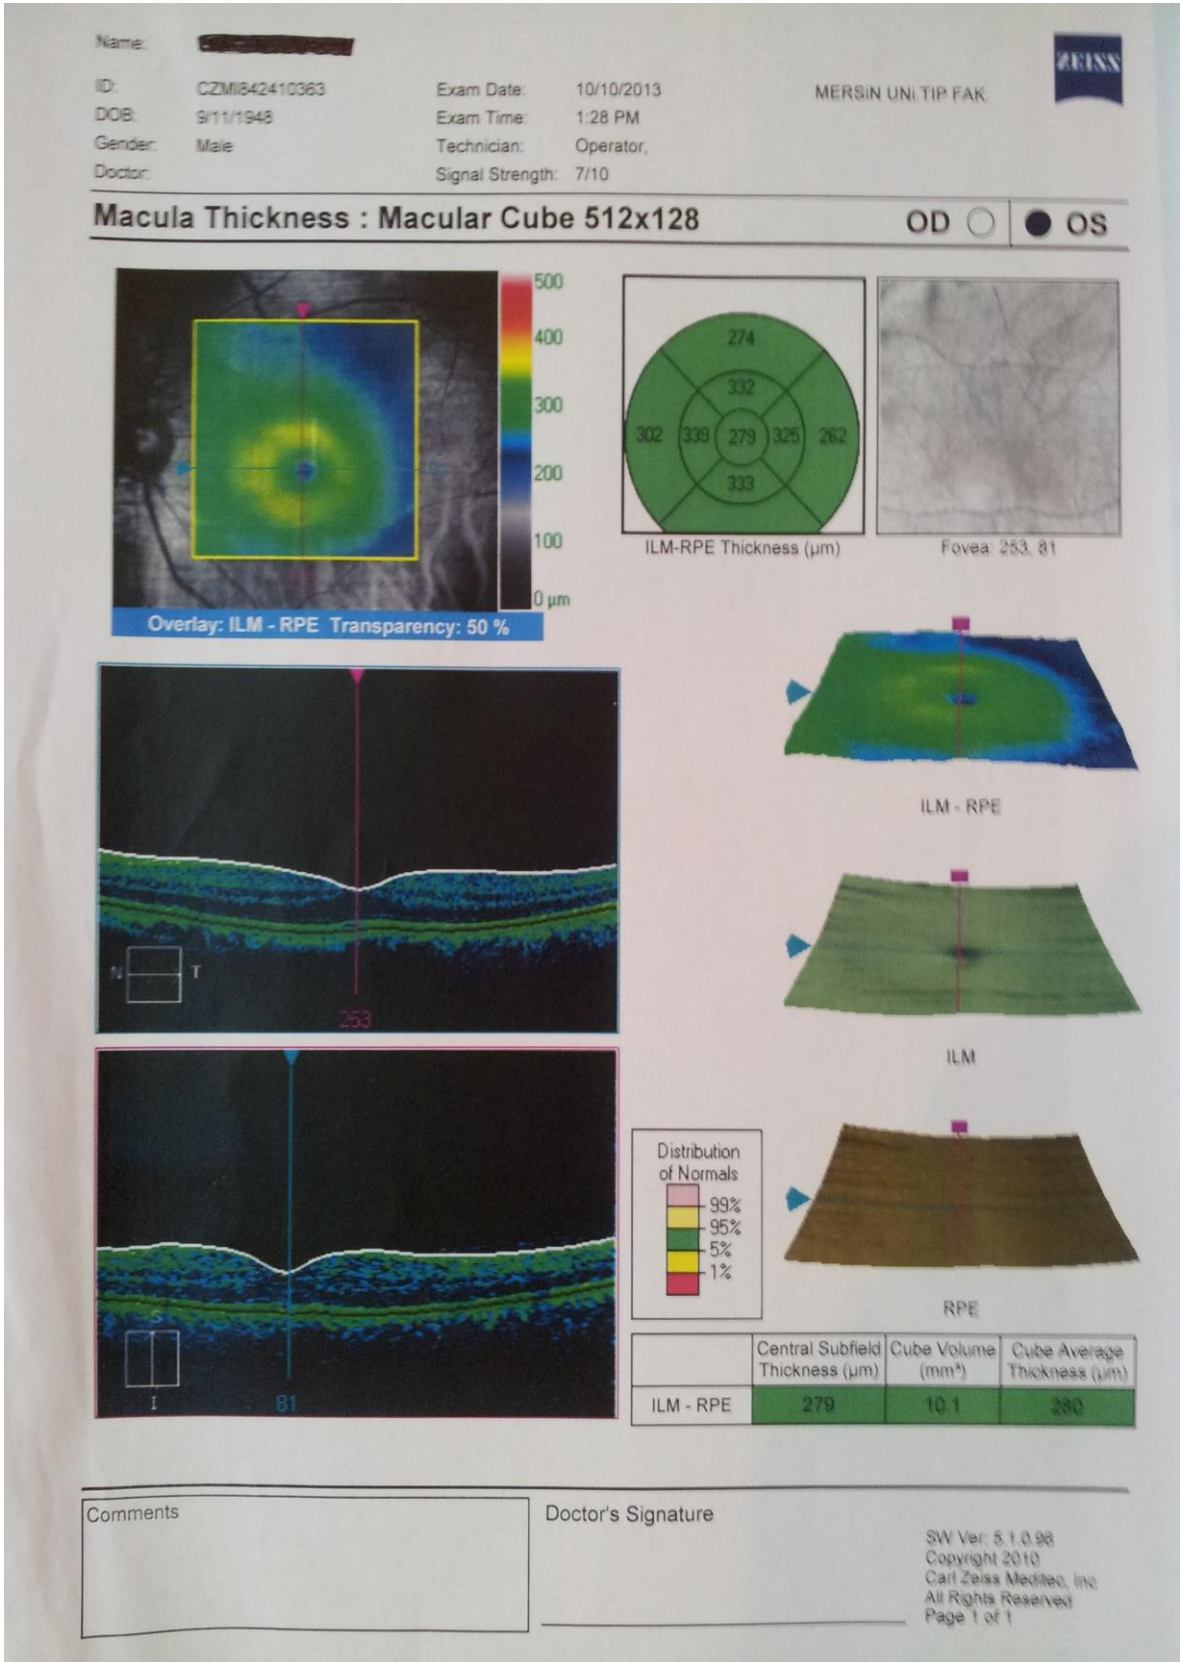 Name:
ZEISS
ID: CZMI842410363 Exam Date: 10/10/2013 MERSiN UNi.TIP FAK.
DOB: 9/11/1948 Exam Time: 1:28 PM
Gender: Male Technician: Operator,
Doctor: Signal Strength: 7/10
Macula Thickness : Macular Cube 512x128 OD OS
500
400
300
200
100
0 µm
Overlay: ILM - RPE Transparency: 50 %
274
332
302 339 279 325 262
333
ILM-RPE Thickness (µm)
Fovea: 253, 81
ILM - RPE
N T
253
ILM
S
I
81
Distribution
of Normals
99%
95%
5%
1%
RPE
Central Subfield Thickness (µm) Cube Volume (mm³) Cube Average Thickness (µm)
ILM - RPE 279 10.1 280
Comments
Doctor's Signature
SW Ver: 5.1.0.96
Copyright 2010
Carl Zeiss Meditec, Inc
All Rights Reserved
Page 1 of 1